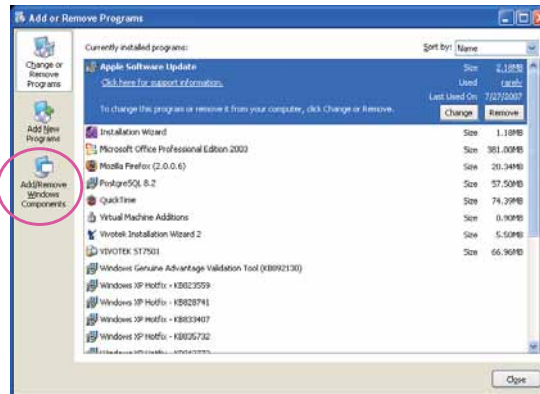 Add or Remove Programs
Change or
Remove
Programs
Add New
Programs
Add/Remove
Windows
Components
Currently installed programs:
Sort by: Name
Apple Software Update
Size 2.18MB
Click here for support information.
Used rarely
Last Used On 7/27/2007
To change this program or remove it from your computer, click Change or Remove.
Change Remove
Installation Wizard Size 1.18MB
Microsoft Office Professional Edition 2003 Size 381.00MB
Mozilla Firefox (2.0.0.6) Size 20.34MB
PostgreSQL 8.2 Size 57.50MB
QuickTime Size 74.39MB
Virtual Machine Additions Size 0.90MB
Vivotek Installation Wizard 2 Size 5.50MB
VIVOTEK ST7501 Size 66.96MB
Windows Genuine Advantage Validation Tool (KB892130)
Windows XP Hotfix - KB823559
Windows XP Hotfix - KB828741
Windows XP Hotfix - KB833407
Windows XP Hotfix - KB835732
Close